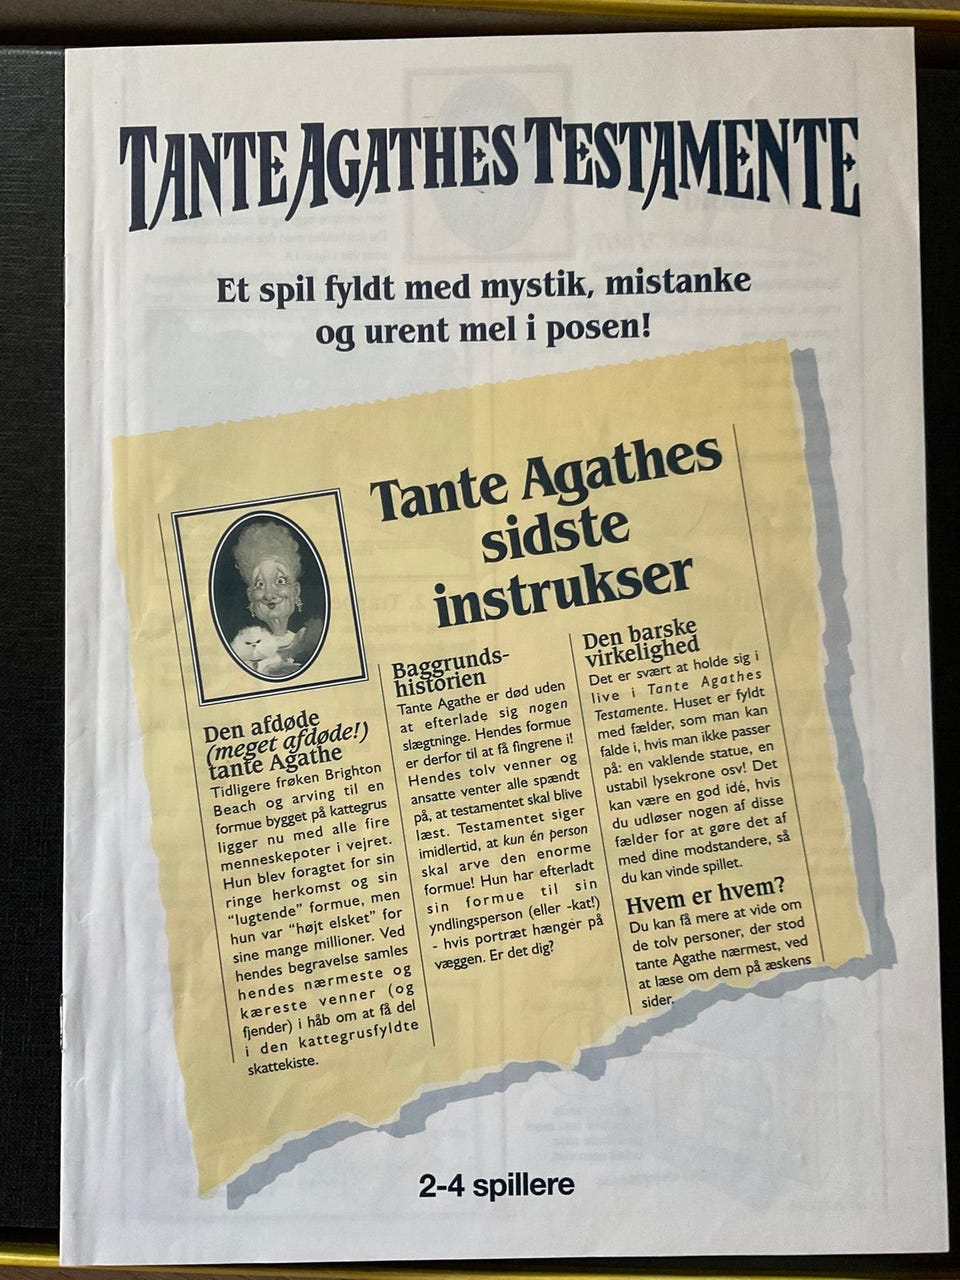 TANTE AGATHES TESTAMENTE
Et spil fyldt med mystik, mistanke
og urent mel i posen!
Tante Agathes
sidste
instrukser
Den afdøde
(meget afdøde!)
tante Agathe
Tidligere frøken Brighton
Beach og arving til en
formue bygget på kattegrus
ligger nu med alle fire
menneskepoter i vejret.
Hun blev foragtet for sin
ringe herkomst og sin
“lugtende” formue, men
hun var “højt elsket” for
sine mange millioner. Ved
hendes begravelse samles
hendes nærmeste og
kæreste venner (og
fjender) i håb om at få del
i den kattegrusfyldte
skattekiste.
Baggrunds-
historien
Tante Agathe er død uden
at efterlade sig nogen
slægtninge. Hendes formue
er derfor til at få fingrene i!
Hendes tolv venner og
ansatte venter alle spændt
på, at testamentet skal blive
læst. Testamentet siger
imidlertid, at kun én person
skal arve den enorme
formue! Hun har efterladt
sin formue til sin
yndlingsperson (eller -kat!)
- hvis portræt hænger på
væggen. Er det dig?
Den barske
virkelighed
Det er svært at holde sig i
live i Tante Agathes
Testamente. Huset er fyldt
med fælder, som man kan
falde i, hvis man ikke passer
på: en vaklende statue, en
ustabil lysekrone osv! Det
kan være en god idé, hvis
du udløser nogen af disse
fælder for at gøre det af
med dine modstandere, så
du kan vinde spillet.
Hvem er hvem?
Du kan få mere at vide om
de tolv personer, der stod
tante Agathe nærmest, ved
at læse om dem på æskens
sider.
2-4 spillere